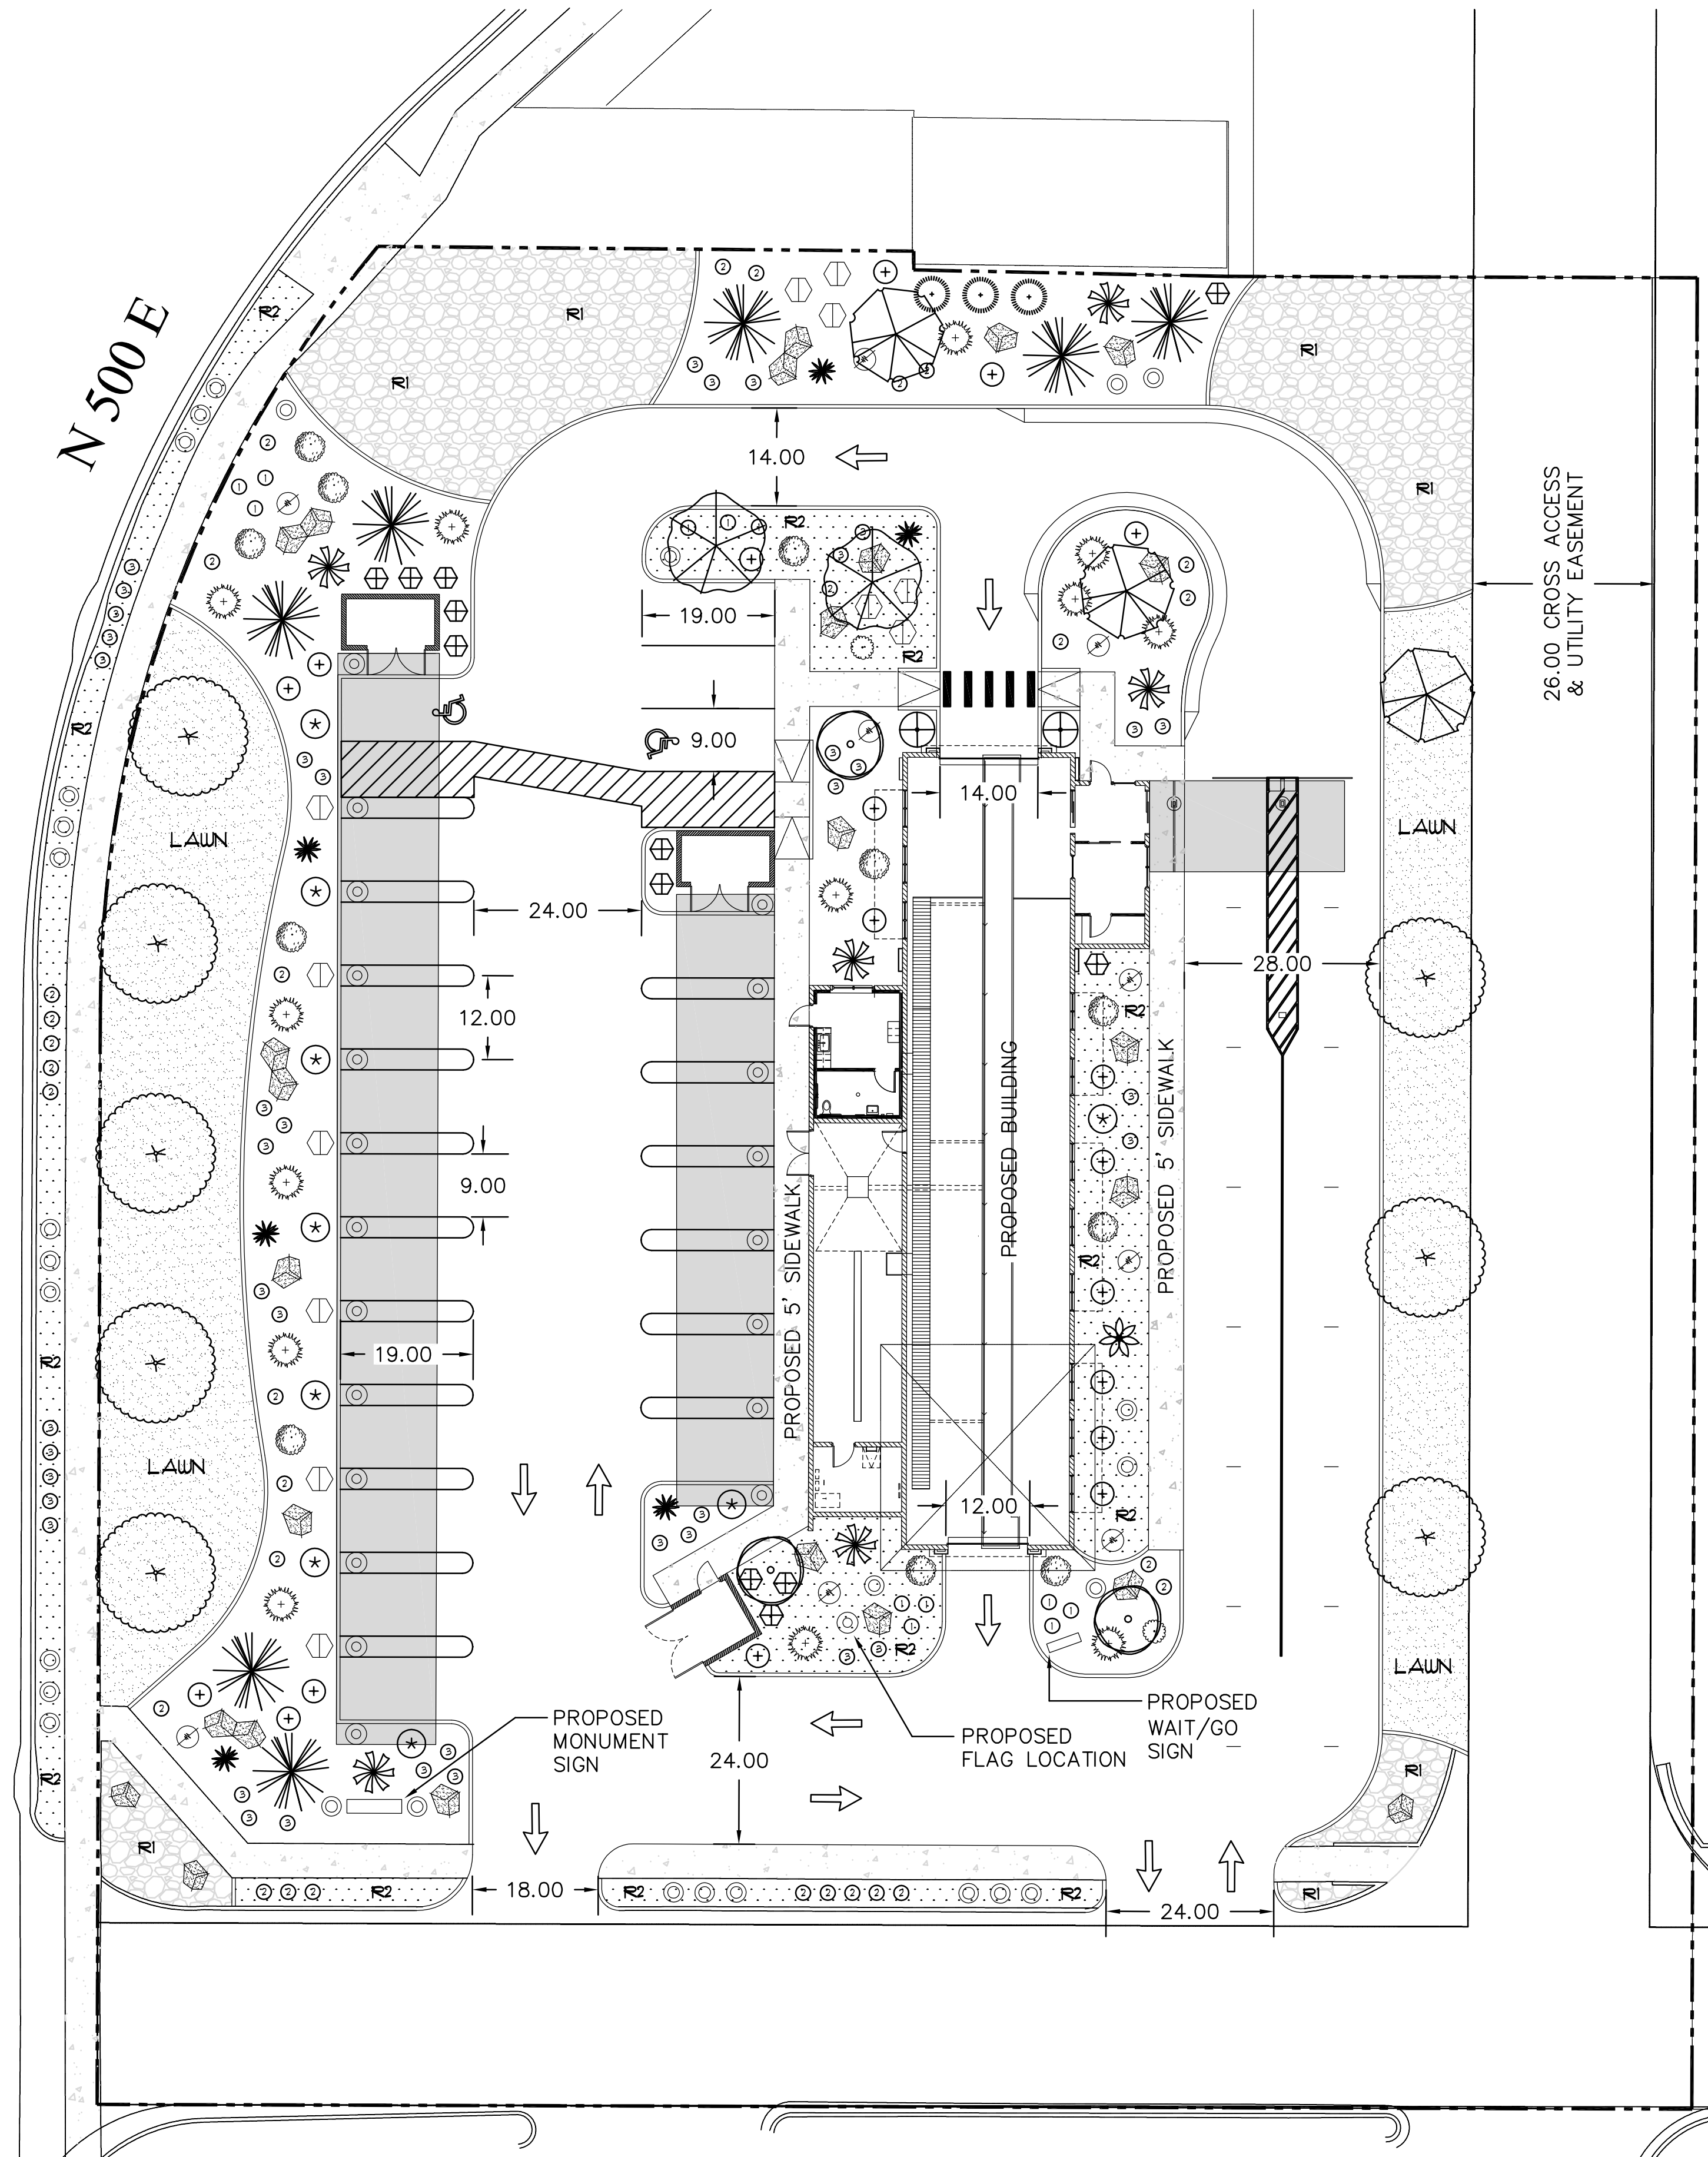 N 500 E
R2
R1
R1
R1
R1
14.00
26.00 CROSS ACCESS
& UTILITY EASEMENT
R2
19.00
R2
R2
9.00
14.00
LAWN
LAWN
24.00
28.00
12.00
R2
PROPOSED BUILDING
PROPOSED 5' SIDEWALK
PROPOSED 5' SIDEWALK
9.00
R2
19.00
R2
LAWN
12.00
R2
R2
LAWN
PROPOSED
MONUMENT
SIGN
PROPOSED
FLAG LOCATION
PROPOSED
WAIT/GO
SIGN
24.00
R2
R1
R1
R2
18.00
R2
R2
24.00
R1